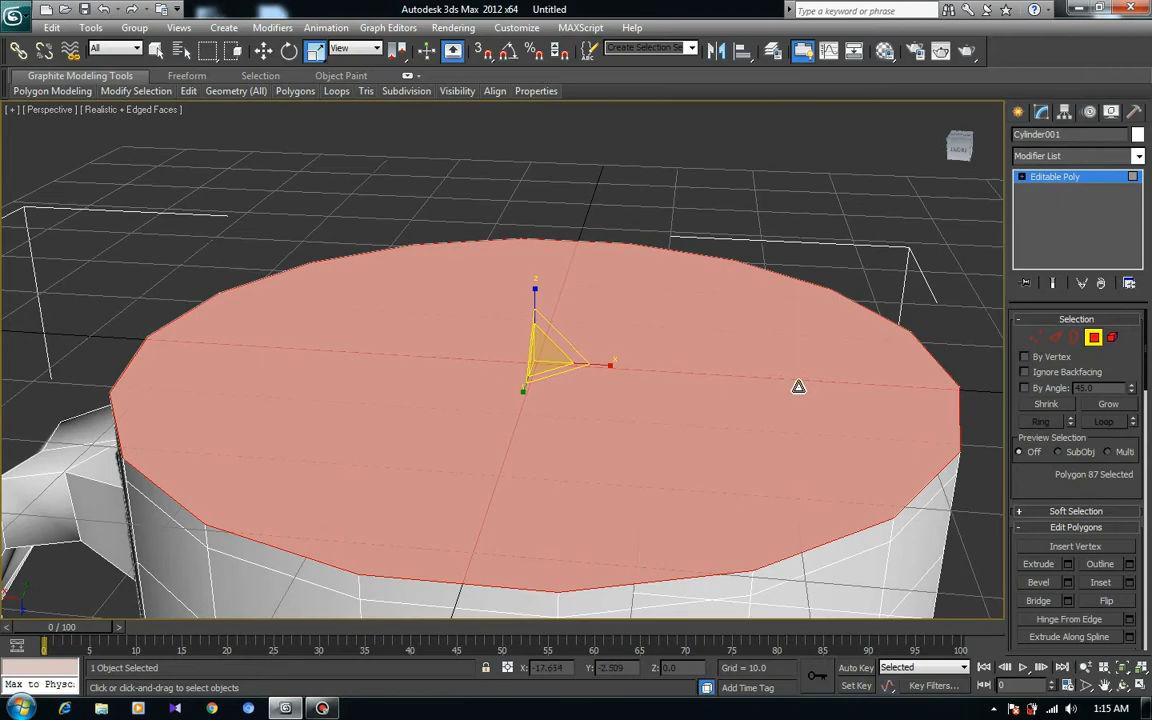 Autodesk 3ds Max 2012 x64    Untitled
Type a keyword or phrase
Edit Tools Group Views Create Modifiers Animation Graph Editors Rendering Customize MAXScript Help
All View Create Selection Se
Graphite Modeling Tools Freeform Selection Object Paint
Polygon Modeling Modify Selection Edit Geometry (All) Polygons Loops Tris Subdivision Visibility Align Properties
[ + ] [ Perspective ] [ Realistic + Edged Faces ]
Cylinder001
Modifier List
Editable Poly
z
x
Selection
By Vertex
Ignore Backfacing
By Angle: 45.0
Shrink Grow
Ring Loop
Preview Selection
Off SubObj Multi
Polygon 87 Selected
Soft Selection
Edit Polygons
Insert Vertex
Extrude Outline
Bevel Inset
Bridge Flip
Hinge From Edge
Extrude Along Spline
0 / 100
0 5 10 15 20 25 30 35 40 45 50 55 60 65 70 75 80 85 90 95 100
1 Object Selected X: -17.634 Y: -2.509 Z: 0.0 Grid = 10.0 Auto Key Selected
Max to Physc Click or click-and-drag to select objects Add Time Tag Set Key Key Filters... 0
1:15 AM